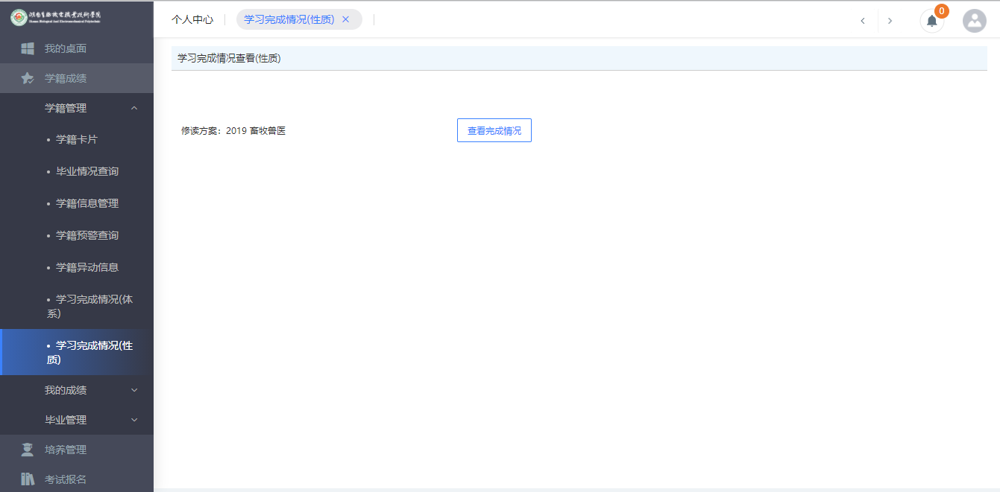 湖南生物机电职业技术学院
Hunan Biological And Electromechanical Polytechnic
个人中心
学习完成情况(性质)
0
我的桌面
学籍成绩
学籍管理
• 学籍卡片
• 毕业情况查询
• 学籍信息管理
• 学籍预警查询
• 学籍异动信息
• 学习完成情况(体
系)
• 学习完成情况(性
质)
我的成绩
毕业管理
培养管理
考试报名
学习完成情况查看(性质)
修读方案：2019 畜牧兽医
查看完成情况